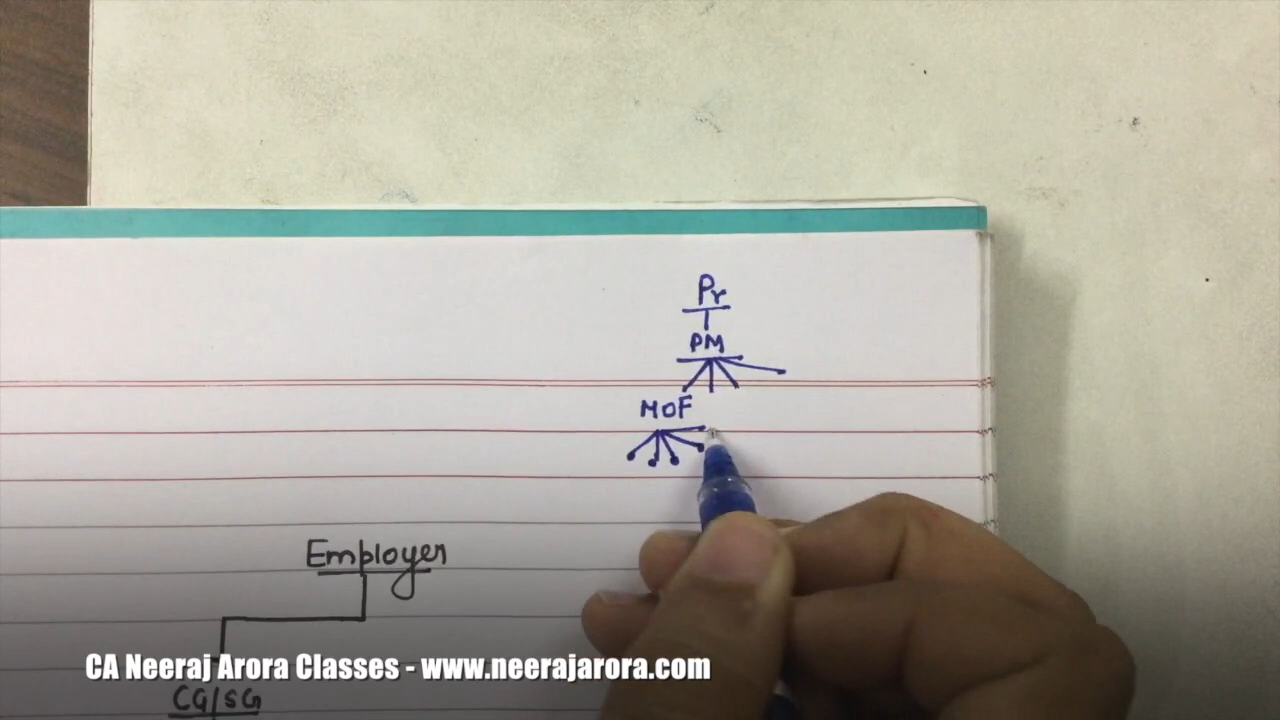 Pr
PM
MOF
Employer
CA Neeraj Arora Classes - www.neerajarora.com
CG/SG